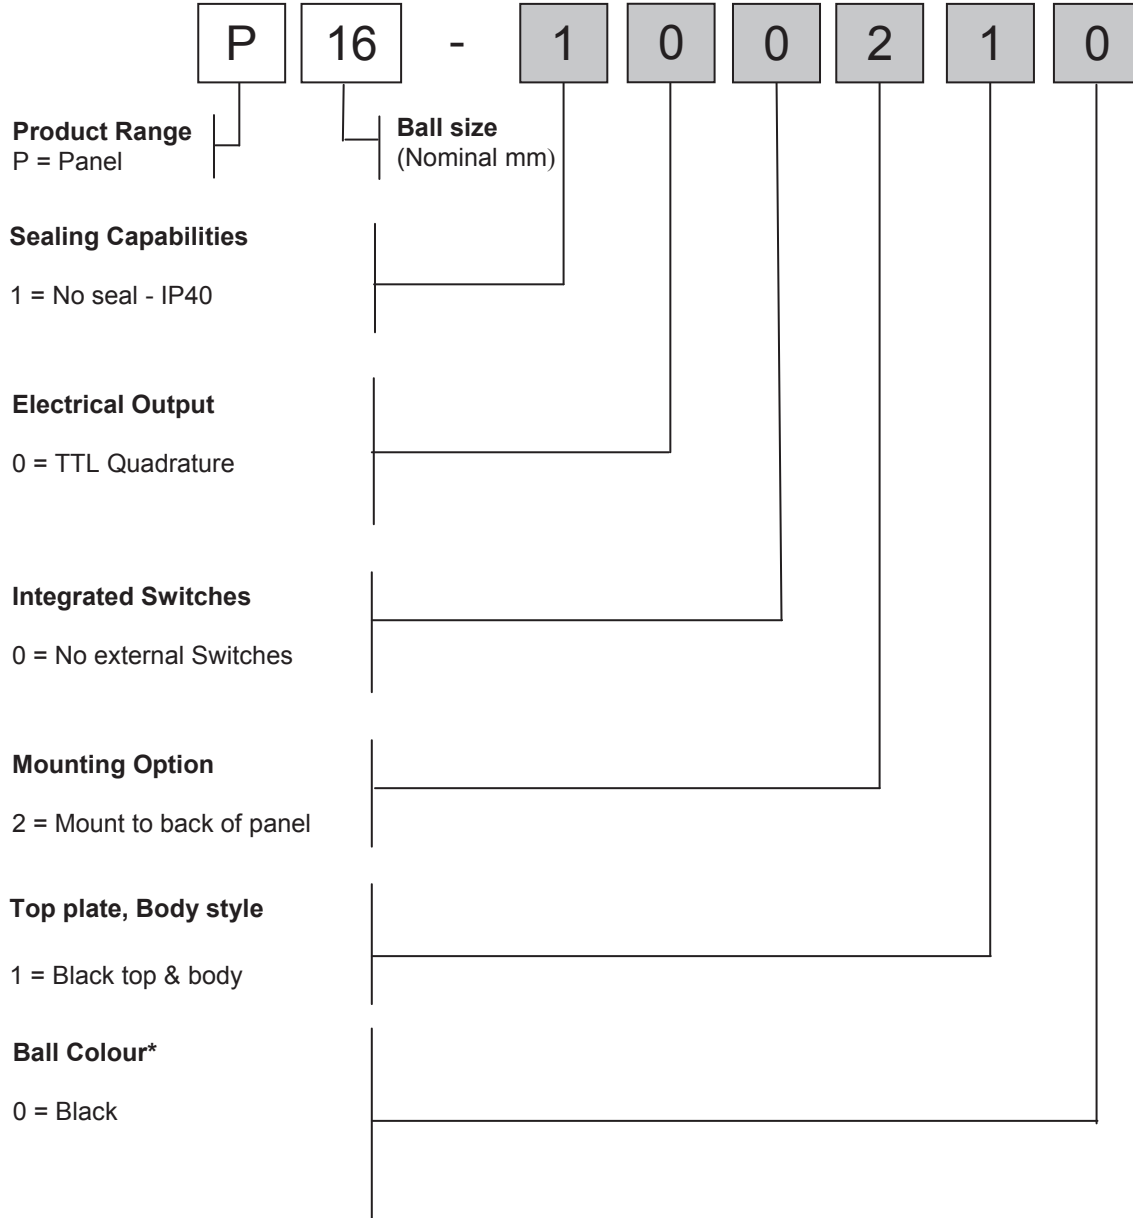 P 16 - 1 0 0 2 1 0
Product Range
P = Panel
Ball size
(Nominal mm)
Sealing Capabilities
1 = No seal - IP40
Electrical Output
0 = TTL Quadrature
Integrated Switches
0 = No external Switches
Mounting Option
2 = Mount to back of panel
Top plate, Body style
1 = Black top & body
Ball Colour*
0 = Black